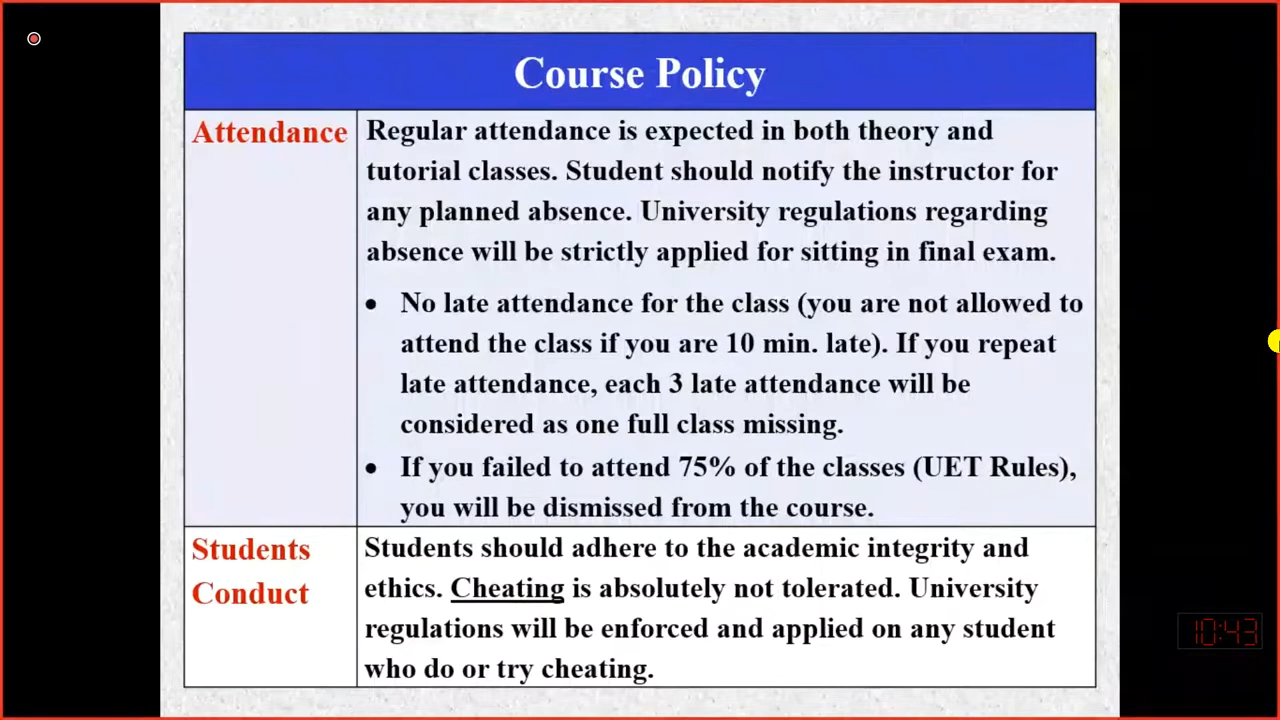 Course Policy
Attendance
Regular attendance is expected in both theory and
tutorial classes. Student should notify the instructor for
any planned absence. University regulations regarding
absence will be strictly applied for sitting in final exam.
• No late attendance for the class (you are not allowed to
attend the class if you are 10 min. late). If you repeat
late attendance, each 3 late attendance will be
considered as one full class missing.
• If you failed to attend 75% of the classes (UET Rules),
you will be dismissed from the course.
Students
Conduct
Students should adhere to the academic integrity and
ethics. Cheating is absolutely not tolerated. University
regulations will be enforced and applied on any student
who do or try cheating.
10:43